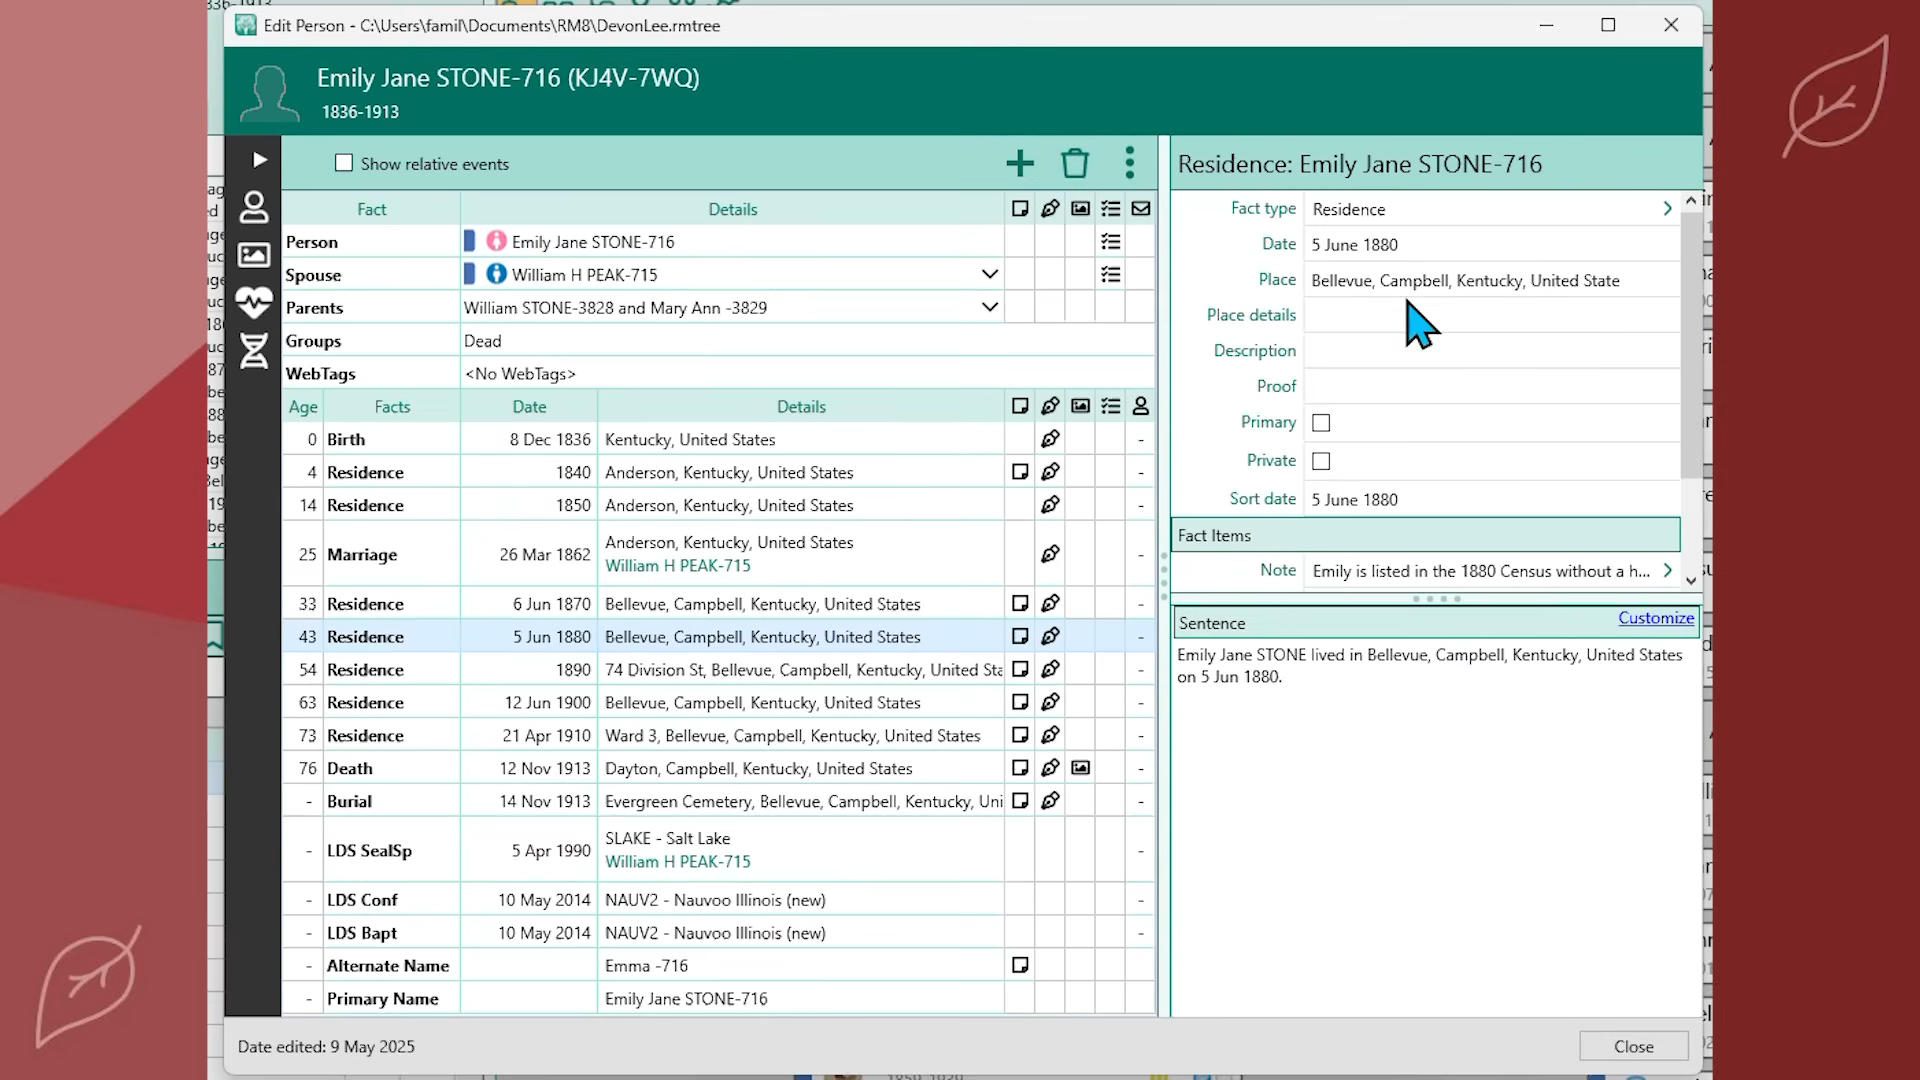 Edit Person - C:\Users\famil\Documents\RM8\DevonLee.rmtree
Emily Jane STONE-716 (KJ4V-7WQ)
1836-1913
Show relative events
Fact Details
Person Emily Jane STONE-716
Spouse William H PEAK-715
Parents William STONE-3828 and Mary Ann -3829
Groups Dead
WebTags <No WebTags>
Age Facts Date Details
0 Birth 8 Dec 1836 Kentucky, United States -
4 Residence 1840 Anderson, Kentucky, United States -
14 Residence 1850 Anderson, Kentucky, United States -
25 Marriage 26 Mar 1862 Anderson, Kentucky, United States -
William H PEAK-715
33 Residence 6 Jun 1870 Bellevue, Campbell, Kentucky, United States -
43 Residence 5 Jun 1880 Bellevue, Campbell, Kentucky, United States -
54 Residence 1890 74 Division St, Bellevue, Campbell, Kentucky, United Sta -
63 Residence 12 Jun 1900 Bellevue, Campbell, Kentucky, United States -
73 Residence 21 Apr 1910 Ward 3, Bellevue, Campbell, Kentucky, United States -
76 Death 12 Nov 1913 Dayton, Campbell, Kentucky, United States -
- Burial 14 Nov 1913 Evergreen Cemetery, Bellevue, Campbell, Kentucky, Uni -
- LDS SealSp 5 Apr 1990 SLAKE - Salt Lake -
William H PEAK-715
- LDS Conf 10 May 2014 NAUV2 - Nauvoo Illinois (new) -
- LDS Bapt 10 May 2014 NAUV2 - Nauvoo Illinois (new)
- Alternate Name Emma -716
- Primary Name Emily Jane STONE-716
Residence: Emily Jane STONE-716
Fact type Residence
Date 5 June 1880
Place Bellevue, Campbell, Kentucky, United State
Place details
Description
Proof
Primary
Private
Sort date 5 June 1880
Fact Items
Note Emily is listed in the 1880 Census without a h...
Sentence Customize
Emily Jane STONE lived in Bellevue, Campbell, Kentucky, United States
on 5 Jun 1880.
Date edited: 9 May 2025
Close